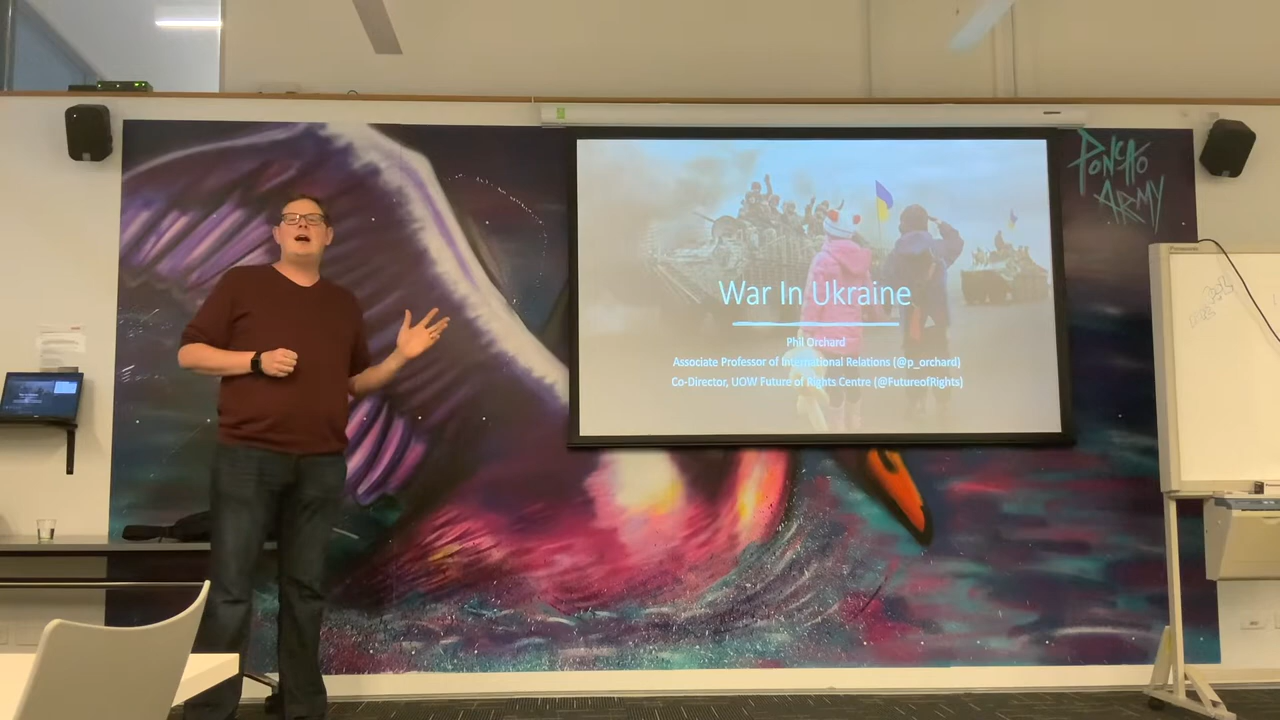 PONCHO
ARMY
War In Ukraine
Phil Orchard
Associate Professor of International Relations (@p_orchard)
Co-Director, UOW Future of Rights Centre (@FutureofRights)
Panasonic